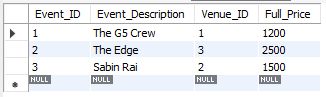 Event_ID Event_Description Venue_ID Full_Price
1 The G5 Crew 1 1200
2 The Edge 3 2500
3 Sabin Rai 2 1500
NULL NULL NULL NULL